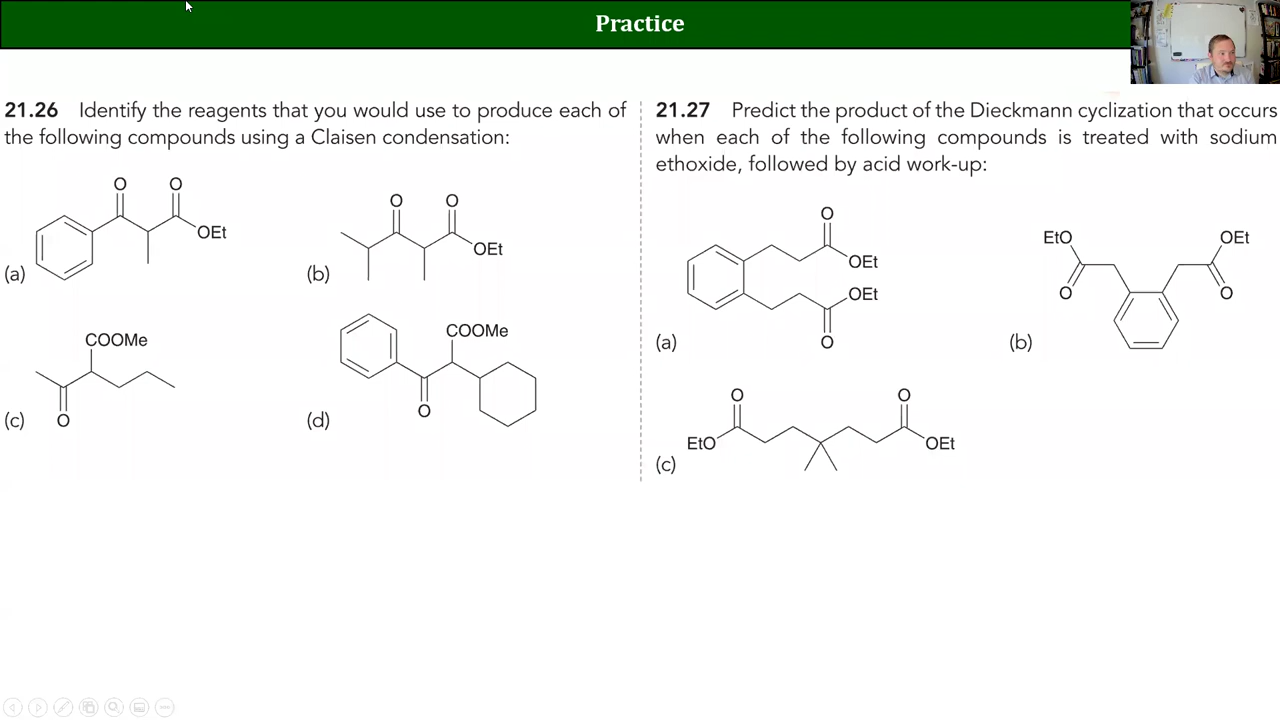 Practice
21.26 Identify the reagents that you would use to produce each of
the following compounds using a Claisen condensation:
O O
OEt
(a)
O O
OEt
(b)
COOMe
O
(c)
COOMe
O
(d)
21.27 Predict the product of the Dieckmann cyclization that occurs
when each of the following compounds is treated with sodium
ethoxide, followed by acid work-up:
O
OEt
OEt
O
(a)
EtO OEt
O O
(b)
O O
EtO OEt
(c)